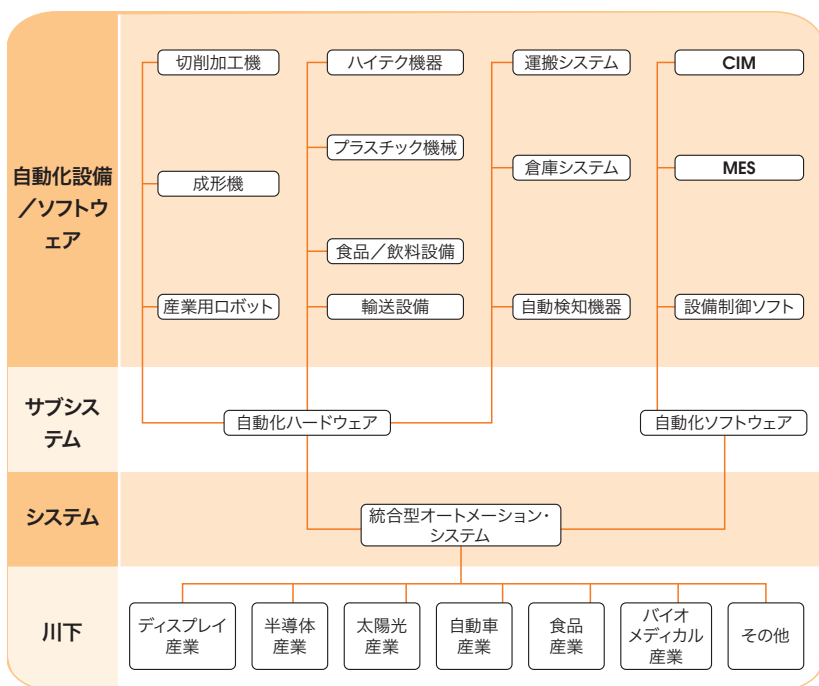 自動化設備
／ソフトウ
ェア
切削加工機
ハイテク機器
運搬システム
CIM
プラスチック機械
成形機
倉庫システム
MES
食品／飲料設備
産業用ロボット
輸送設備
自動検知機器
設備制御ソフト
サブシス
テム
自動化ハードウェア
自動化ソフトウェア
システム
統合型オートメーション・
システム
川下
ディスプレイ
産業
半導体
産業
太陽光
産業
自動車
産業
食品
産業
バイオ
メディカル
産業
その他